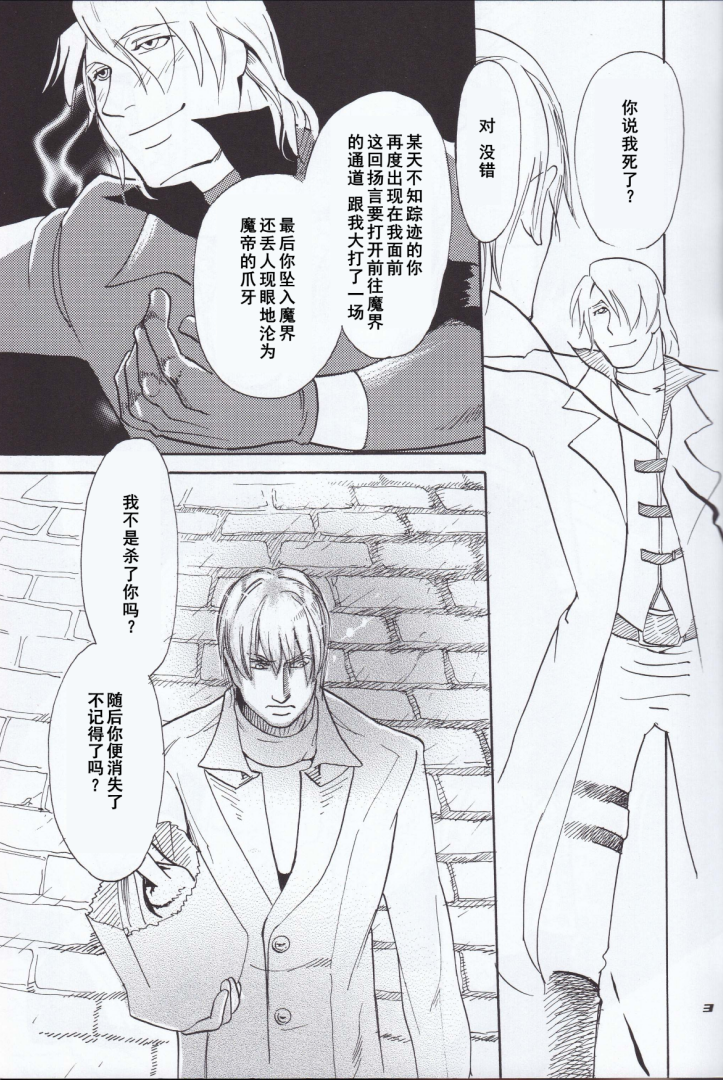 你说我死了？
对 没错
某天不知踪迹的你
再度出现在我面前
这回扬言要打开前往魔界
的通道 跟我大打了一场
最后你坠入魔界
还丢人现眼地沦为
魔帝的爪牙
我不是杀了你吗？
随后你便消失了
不记得了吗？
3